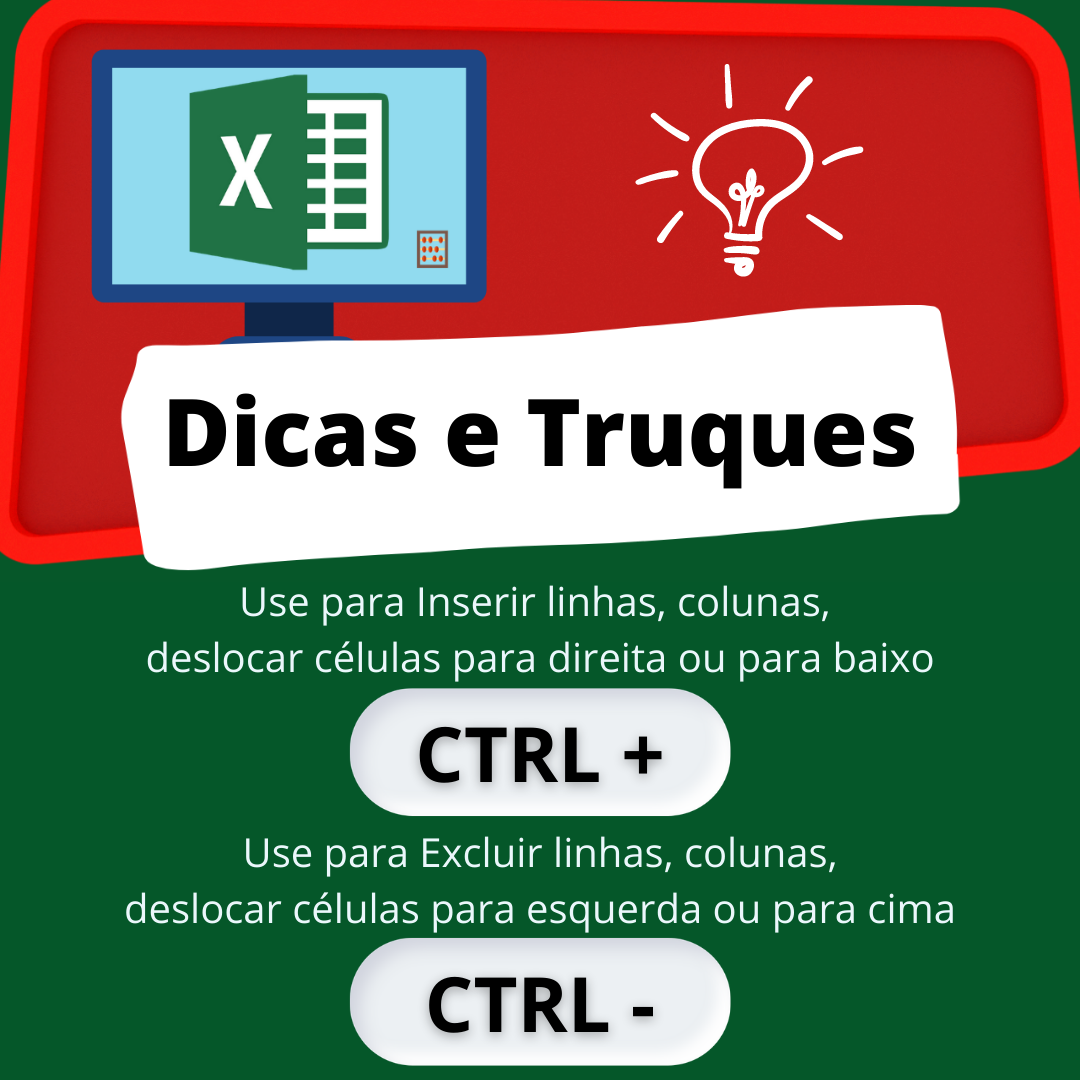 X
Dicas e Truques
Use para Inserir linhas, colunas,
deslocar células para direita ou para baixo
CTRL +
Use para Excluir linhas, colunas,
deslocar células para esquerda ou para cima
CTRL -